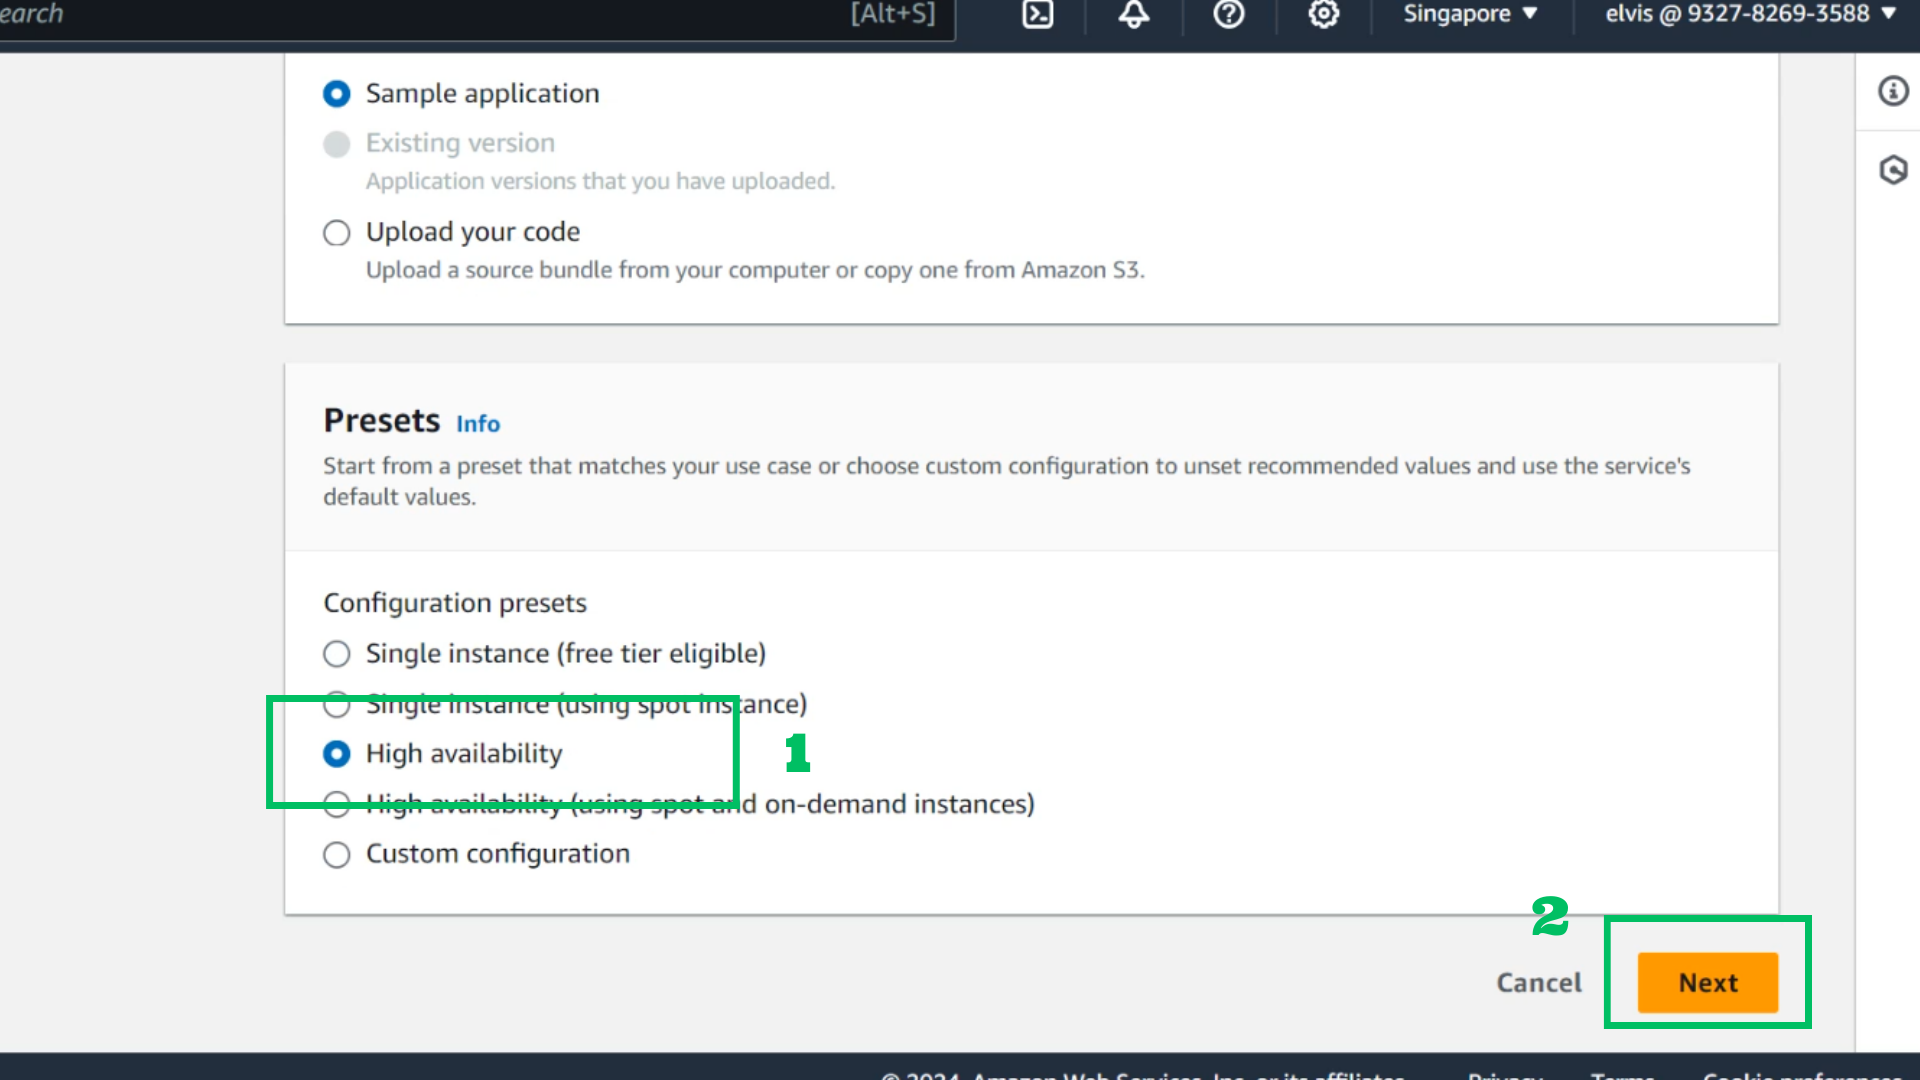 earch [Alt+S] Singapore elvis @ 9327-8269-3588
Sample application
Existing version
Application versions that you have uploaded.
Upload your code
Upload a source bundle from your computer or copy one from Amazon S3.
Presets Info
Start from a preset that matches your use case or choose custom configuration to unset recommended values and use the service's
default values.
Configuration presets
Single instance (free tier eligible)
Single instance (using spot instance)
High availability
1
High availability (using spot and on-demand instances)
Custom configuration
2
Cancel Next
© 2024, Amazon Web Services, Inc. or its affiliates. Privacy Terms Cookie preferences